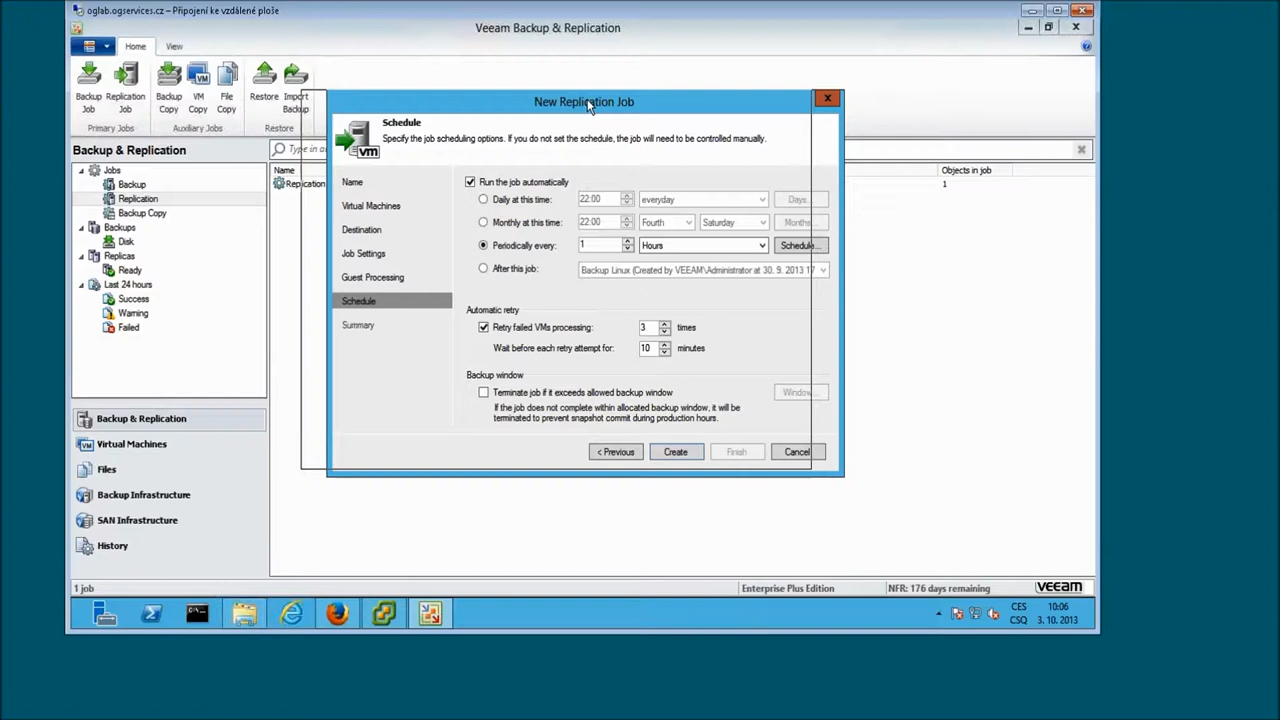 oglab.ogservices.cz – Připojení ke vzdálené ploše
Veeam Backup & Replication
Home View
Backup Job
Replication Job
Backup Copy
VM Copy
File Copy
Restore
Import Backup
Primary Jobs
Auxiliary Jobs
Restore
Backup & Replication
Jobs
Backup
Replication
Backup Copy
Backups
Disk
Replicas
Ready
Last 24 hours
Success
Warning
Failed
Backup & Replication
Virtual Machines
Files
Backup Infrastructure
SAN Infrastructure
History
Type in a
Name
Objects in job
Replication
1
New Replication Job
Schedule
Specify the job scheduling options. If you do not set the schedule, the job will need to be controlled manually.
Name
Virtual Machines
Destination
Job Settings
Guest Processing
Schedule
Summary
Run the job automatically
Daily at this time: 22:00 everyday Days...
Monthly at this time: 22:00 Fourth Saturday Months...
Periodically every: 1 Hours Schedule...
After this job: Backup Linux (Created by VEEAM\Administrator at 30. 9. 2013 17
Automatic retry
Retry failed VMs processing: 3 times
Wait before each retry attempt for: 10 minutes
Backup window
Terminate job if it exceeds allowed backup window Window...
If the job does not complete within allocated backup window, it will be
terminated to prevent snapshot commit during production hours.
< Previous Create Finish Cancel
1 job
Enterprise Plus Edition
NFR: 176 days remaining
veeam
CES 10:06
CSQ 3. 10. 2013